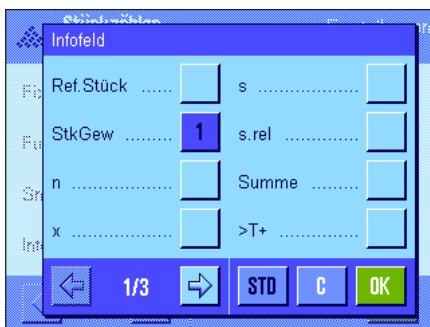 Stückzählen
Infofeld
Ref.Stück ...... s ..................
StkGew ......... 1 s.rel .............
n .................. Summe ........
x .................. >T+ ..............
1/3 STD C OK